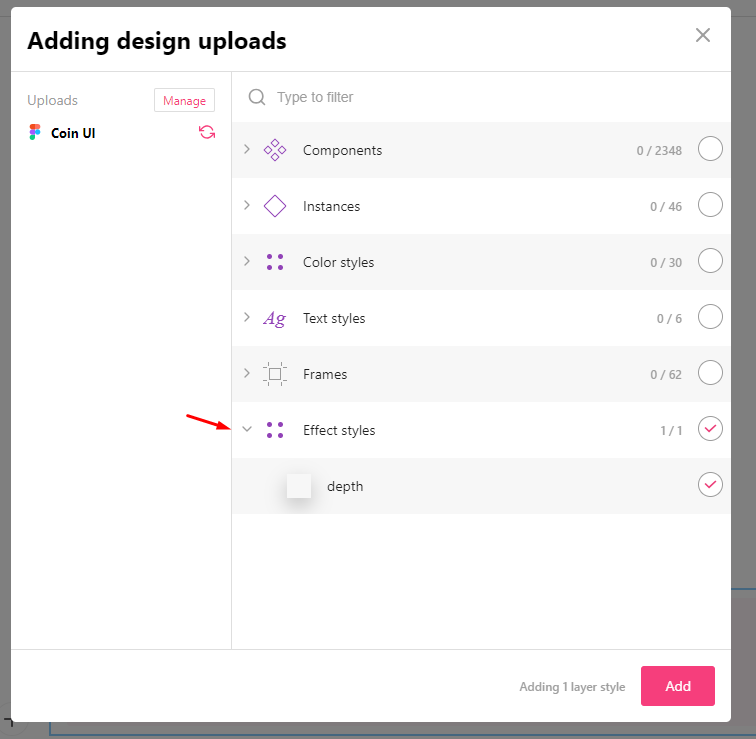 Adding design uploads
Uploads
Manage
Coin UI
Type to filter
Components 0 / 2348
Instances 0 / 46
Color styles 0 / 30
Ag Text styles 0 / 6
Frames 0 / 62
Effect styles 1 / 1
depth
Adding 1 layer style
Add